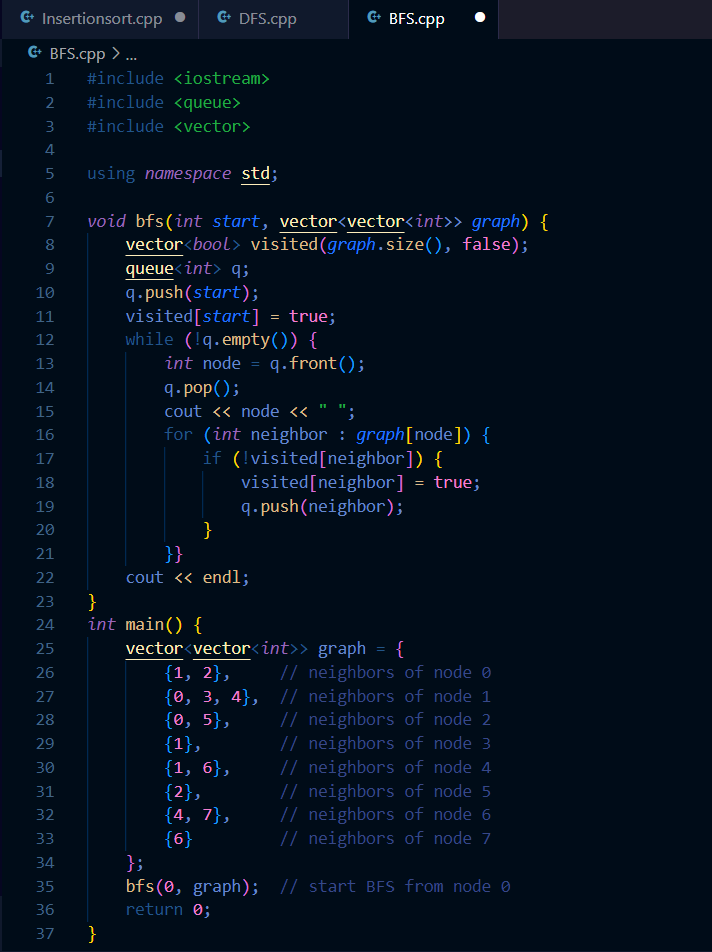 Insertionsort.cpp DFS.cpp BFS.cpp
BFS.cpp > ...
1 #include <iostream>
2 #include <queue>
3 #include <vector>
4
5 using namespace std;
6
7 void bfs(int start, vector<vector<int>> graph) {
8     vector<bool> visited(graph.size(), false);
9     queue<int> q;
10     q.push(start);
11     visited[start] = true;
12     while (!q.empty()) {
13         int node = q.front();
14         q.pop();
15         cout << node << " ";
16         for (int neighbor : graph[node]) {
17             if (!visited[neighbor]) {
18                 visited[neighbor] = true;
19                 q.push(neighbor);
20             }
21         }}
22     cout << endl;
23 }
24 int main() {
25     vector<vector<int>> graph = {
26         {1, 2},     // neighbors of node 0
27         {0, 3, 4},  // neighbors of node 1
28         {0, 5},     // neighbors of node 2
29         {1},        // neighbors of node 3
30         {1, 6},     // neighbors of node 4
31         {2},        // neighbors of node 5
32         {4, 7},     // neighbors of node 6
33         {6}         // neighbors of node 7
34     };
35     bfs(0, graph);  // start BFS from node 0
36     return 0;
37 }